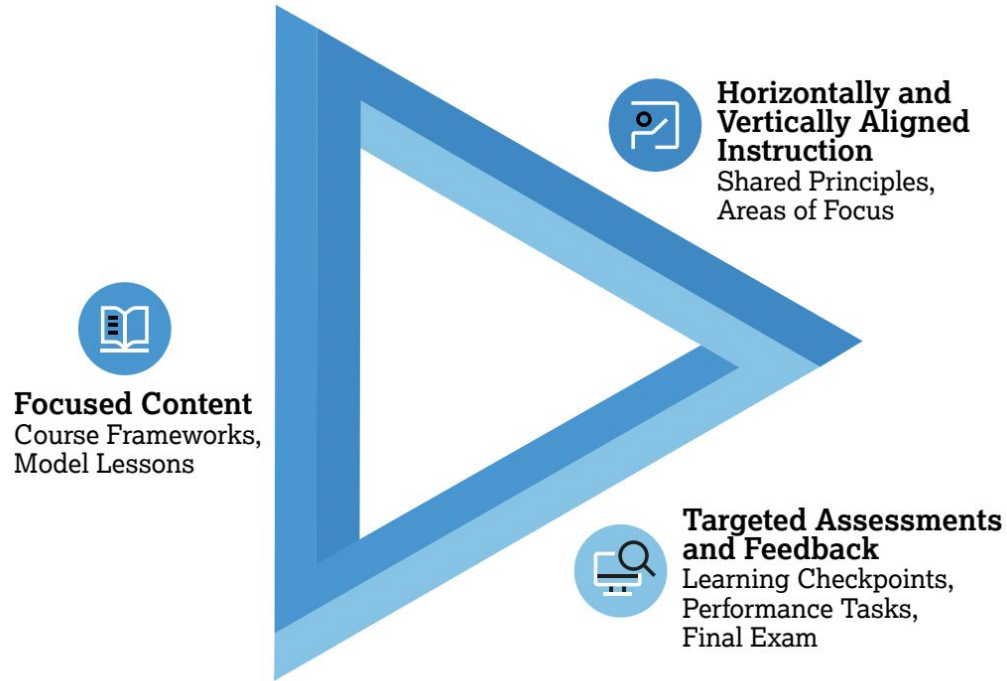 Horizontally and
Vertically Aligned
Instruction
Shared Principles,
Areas of Focus
Focused Content
Course Frameworks,
Model Lessons
Targeted Assessments
and Feedback
Learning Checkpoints,
Performance Tasks,
Final Exam